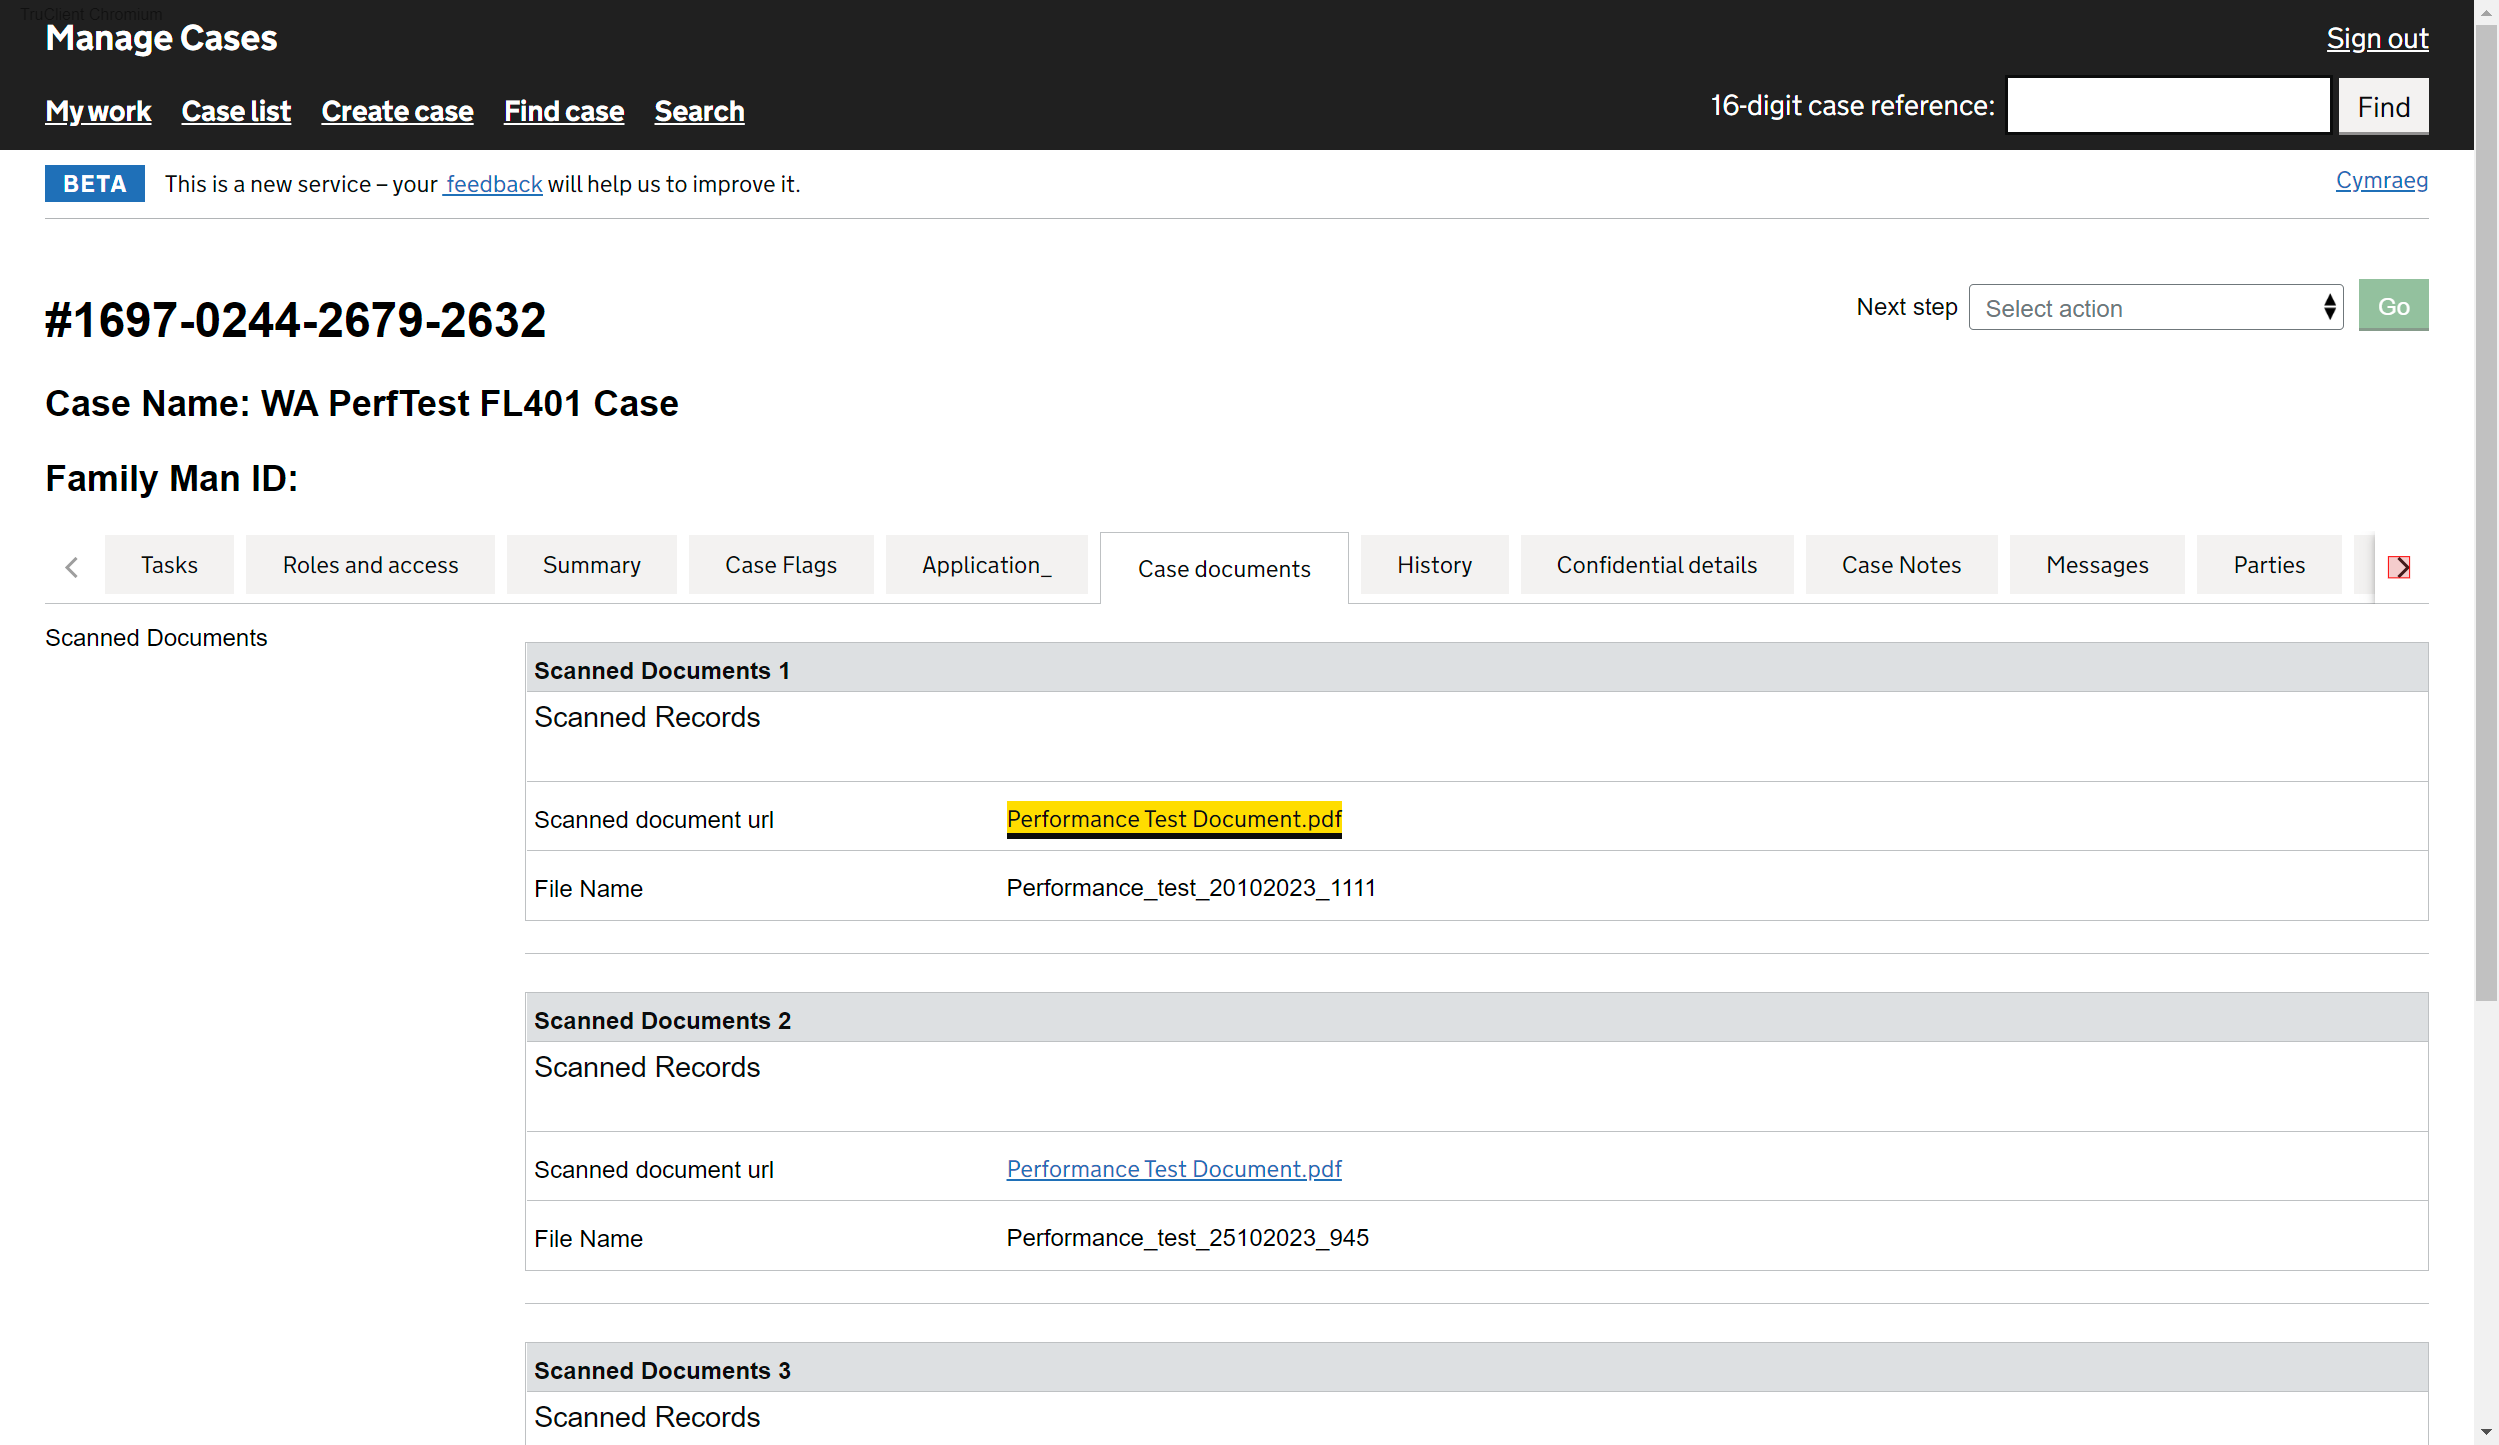 TruClient Chromium
Manage Cases
Sign out
My work Case list Create case Find case Search
16-digit case reference: Find
BETA This is a new service – your feedback will help us to improve it.
Cymraeg
#1697-0244-2679-2632
Next step Select action Go
Case Name: WA PerfTest FL401 Case
Family Man ID:
Tasks Roles and access Summary Case Flags Application_ Case documents History Confidential details Case Notes Messages Parties
Scanned Documents
Scanned Documents 1
Scanned Records
Scanned document url Performance Test Document.pdf
File Name Performance_test_20102023_1111
Scanned Documents 2
Scanned Records
Scanned document url Performance Test Document.pdf
File Name Performance_test_25102023_945
Scanned Documents 3
Scanned Records